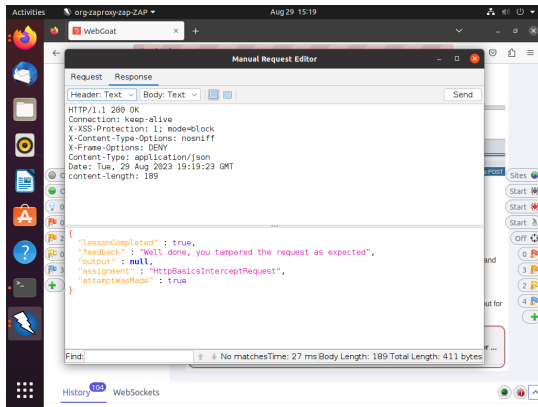 Activities
org-zaproxy-zap-ZAP
Aug 29 15:19
WebGoat
Manual Request Editor
Request Response
Header: Text Body: Text Send
HTTP/1.1 200 OK
Connection: keep-alive
X-XSS-Protection: 1; mode=block
X-Content-Type-Options: nosniff
X-Frame-Options: DENY
Content-Type: application/json
Date: Tue, 29 Aug 2023 19:19:23 GMT
content-length: 189
{
"lessonCompleted" : true,
"feedback" : "Well done, you tampered the request as expected",
"output" : null,
"assignment" : "HttpBasicsInterceptRequest",
"attemptWasMade" : true
}
Find: No matches Time: 27 ms Body Length: 189 Total Length: 411 bytes
POST
Sites
Start
Start
Start
Off
0
3
2
4
and
out for
History 104 WebSockets